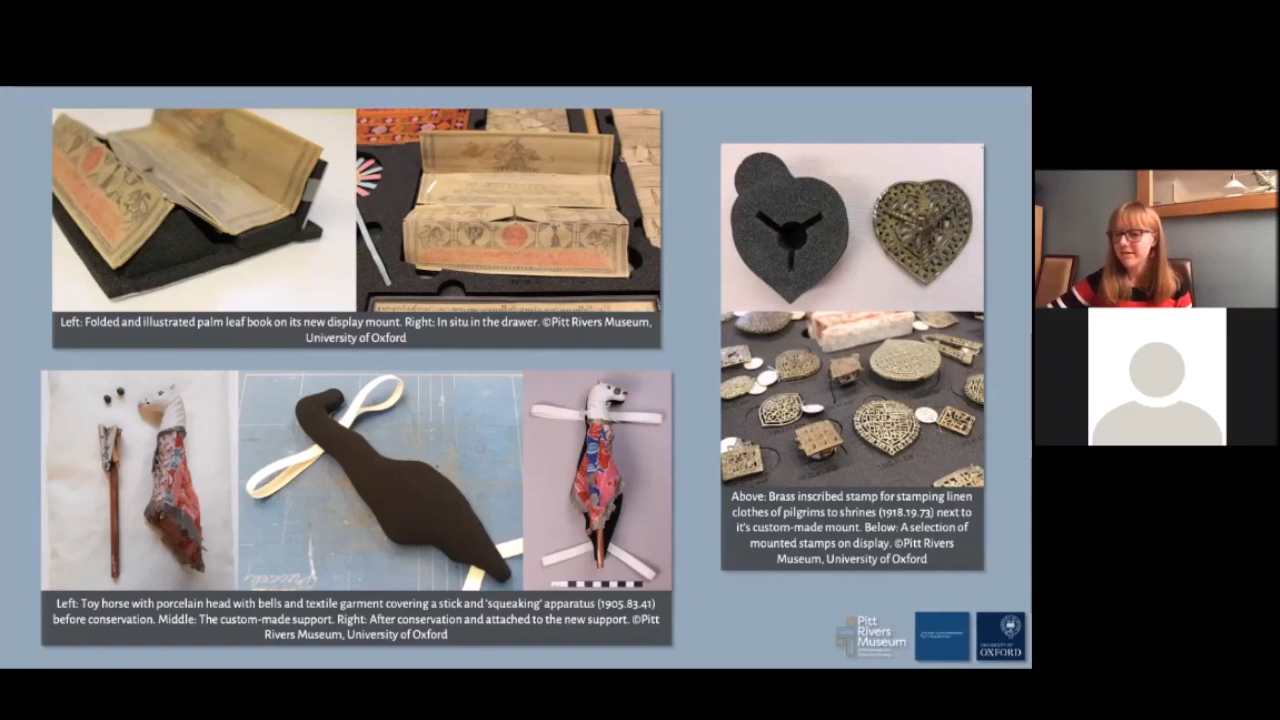 Left: Folded and illustrated palm leaf book on its new display mount. Right: In situ in the drawer. ©Pitt Rivers Museum,
University of Oxford
Left: Toy horse with porcelain head with bells and textile garment covering a stick and 'squeaking' apparatus (1905.83.41)
before conservation. Middle: The custom-made support. Right: After conservation and attached to the new support. ©Pitt
Rivers Museum, University of Oxford
Above: Brass inscribed stamp for stamping linen
clothes of pilgrims to shrines (1918.19.73) next to
it's custom-made mount. Below: A selection of
mounted stamps on display. ©Pitt Rivers
Museum, University of Oxford
Pitt
Rivers
Museum
UNIVERSITY OF
OXFORD